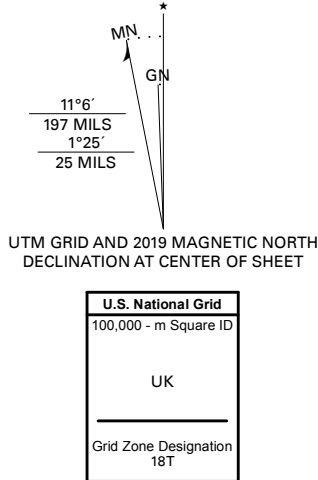 ★
MN
GN
11°6´
197 MILS
1°25´
25 MILS
UTM GRID AND 2019 MAGNETIC NORTH
DECLINATION AT CENTER OF SHEET
U.S. National Grid
100,000 - m Square ID
UK
Grid Zone Designation
18T